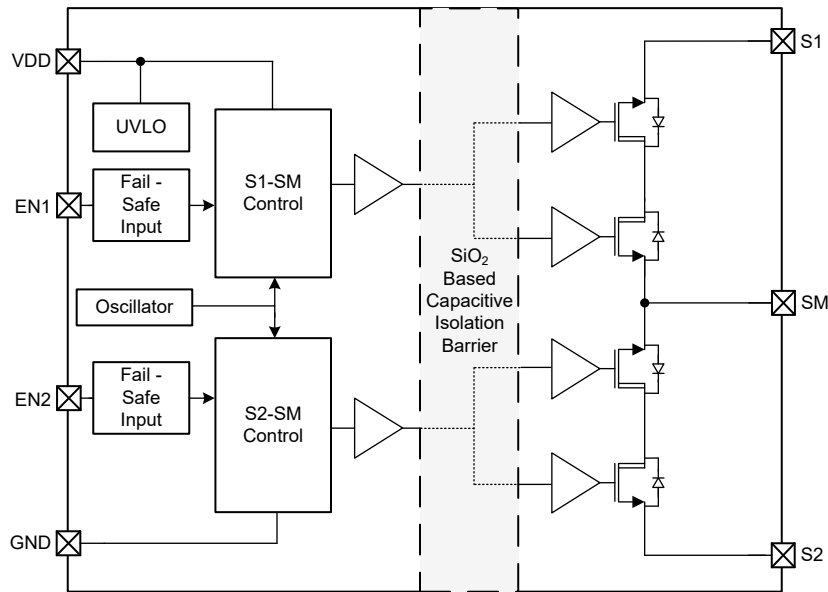 VDD
S1
UVLO
Fail -
Safe
Input
EN1
S1-SM
Control
SiO₂
Based
Capacitive
Isolation
Barrier
Oscillator
SM
Fail -
Safe
Input
EN2
S2-SM
Control
GND
S2